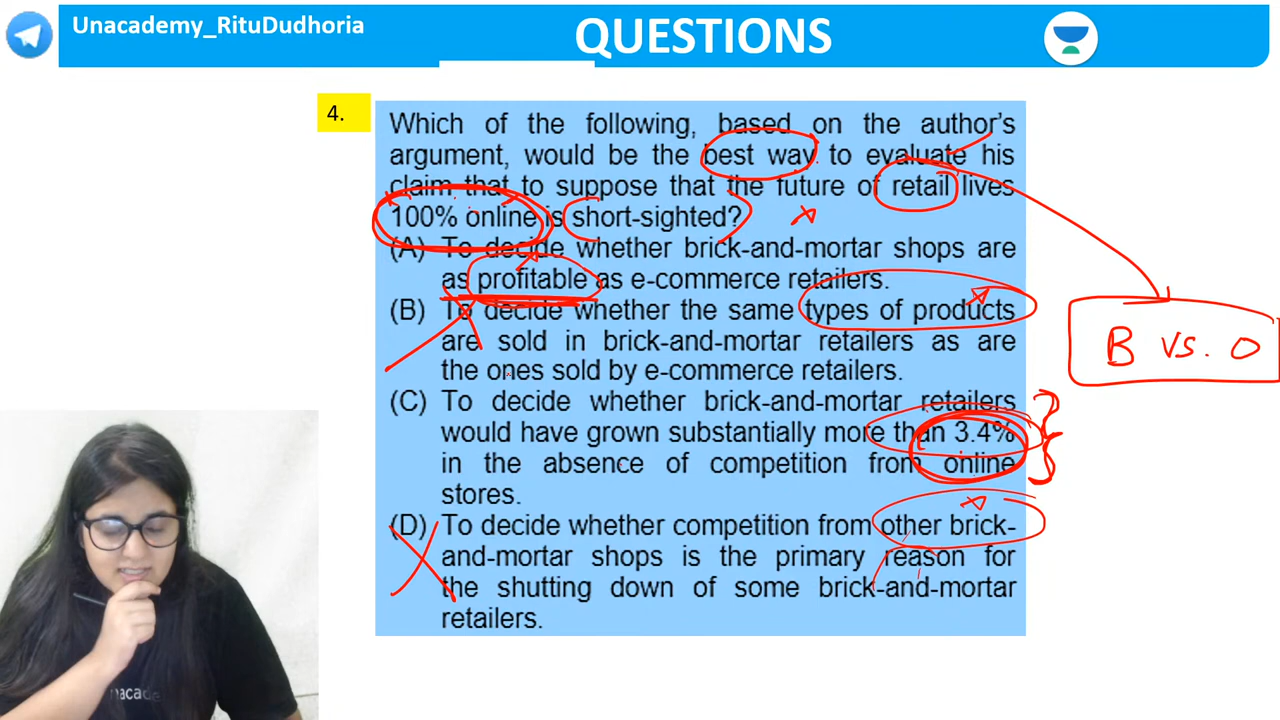 Unacademy_RituDudhoria
QUESTIONS
4.
Which of the following, based on the author's
argument, would be the best way to evaluate his
claim that to suppose that the future of retail lives
100% online is short-sighted?
(A) To decide whether brick-and-mortar shops are
as profitable as e-commerce retailers.
(B) To decide whether the same types of products
are sold in brick-and-mortar retailers as are
the ones sold by e-commerce retailers.
(C) To decide whether brick-and-mortar retailers
would have grown substantially more than 3.4%
in the absence of competition from online
stores.
(D) To decide whether competition from other brick-
and-mortar shops is the primary reason for
the shutting down of some brick-and-mortar
retailers.
B vs. O